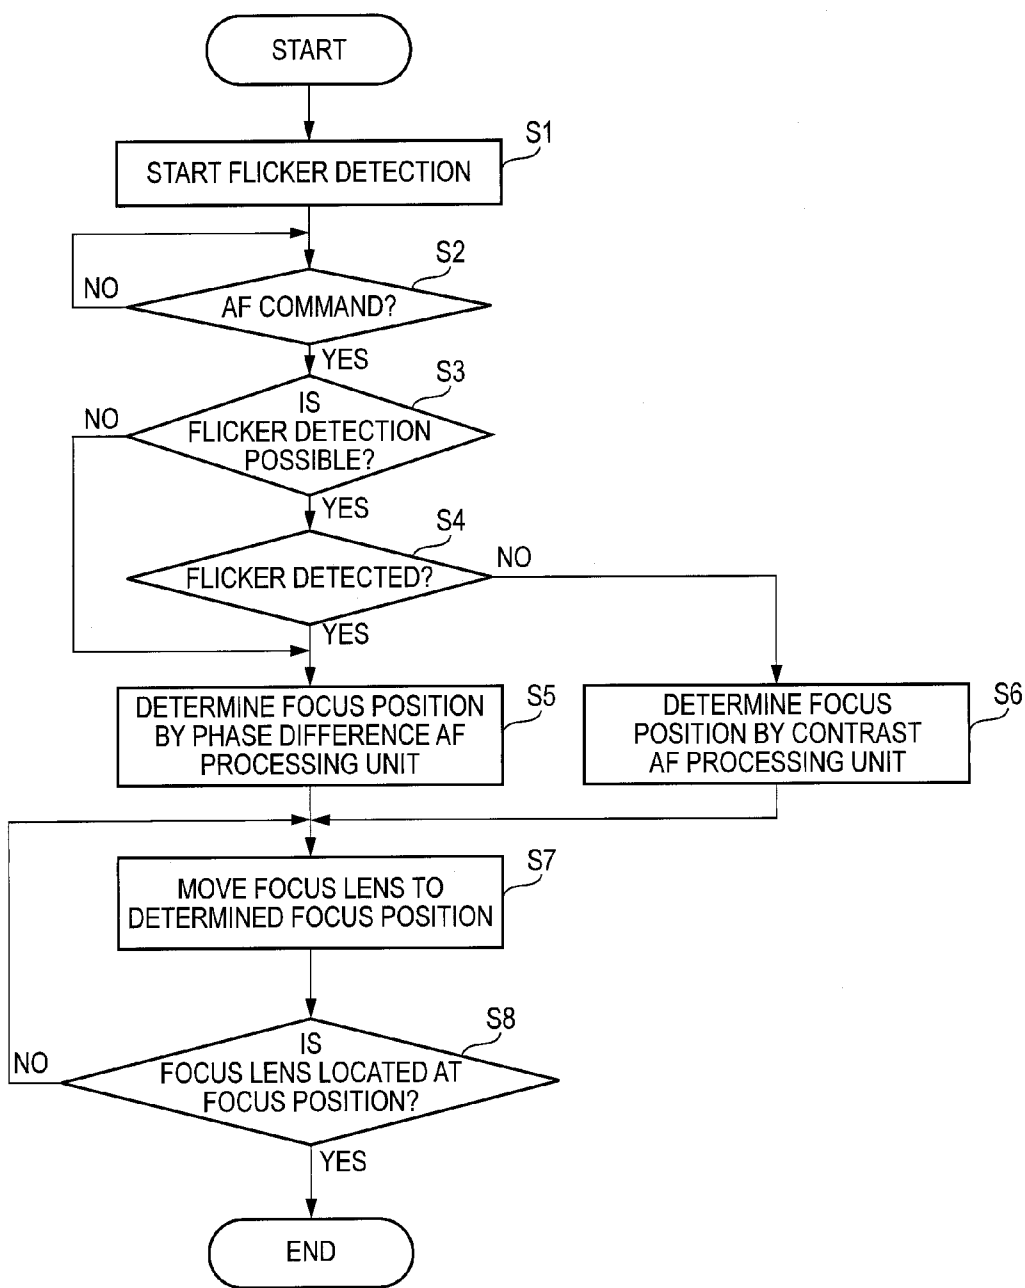 START
S1
START FLICKER DETECTION
S2
NO
AF COMMAND?
YES
S3
NO
IS
FLICKER DETECTION
POSSIBLE?
YES
S4
NO
FLICKER DETECTED?
YES
S5
DETERMINE FOCUS POSITION
BY PHASE DIFFERENCE AF
PROCESSING UNIT
S6
DETERMINE FOCUS
POSITION BY CONTRAST
AF PROCESSING UNIT
S7
MOVE FOCUS LENS TO
DETERMINED FOCUS POSITION
S8
NO
IS
FOCUS LENS LOCATED AT
FOCUS POSITION?
YES
END